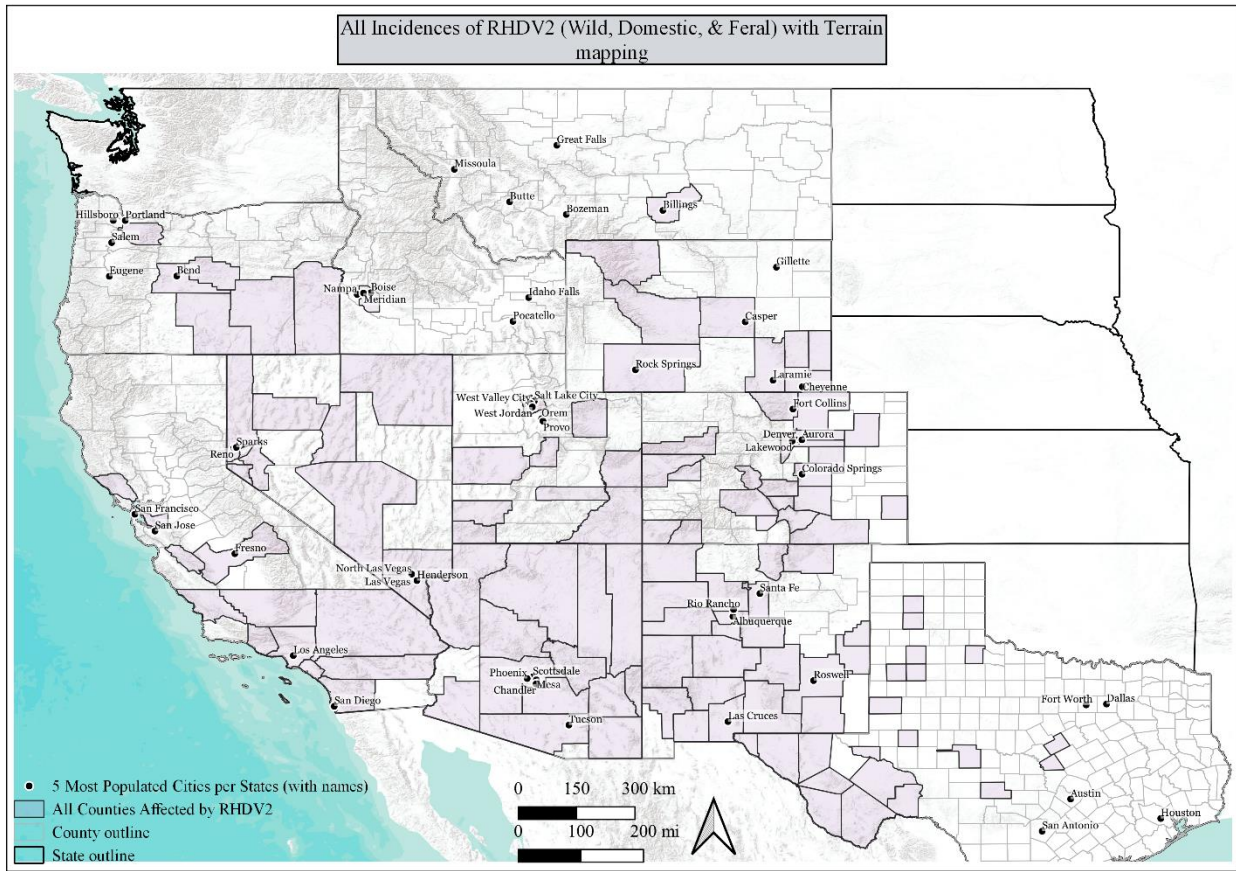 All Incidences of RHDV2 (Wild, Domestic, & Feral) with Terrain
mapping
Great Falls
Missoula
Butte
Bozeman
Billings
Hillsboro
Portland
Salem
Eugene
Bend
Gillette
Nampa
Boise
Meridian
Idaho Falls
Pocatello
Casper
Rock Springs
Laramie
Cheyenne
West Valley City
Salt Lake City
West Jordan
Orem
Provo
Fort Collins
Denver
Aurora
Lakewood
Colorado Springs
Sparks
Reno
San Francisco
San Jose
Fresno
North Las Vegas
Las Vegas
Henderson
Santa Fe
Rio Rancho
Albuquerque
Los Angeles
San Diego
Phoenix
Scottsdale
Mesa
Chandler
Tucson
Roswell
Las Cruces
Fort Worth
Dallas
Austin
San Antonio
Houston
5 Most Populated Cities per States (with names)
All Counties Affected by RHDV2
County outline
State outline
0 150 300 km
0 100 200 mi